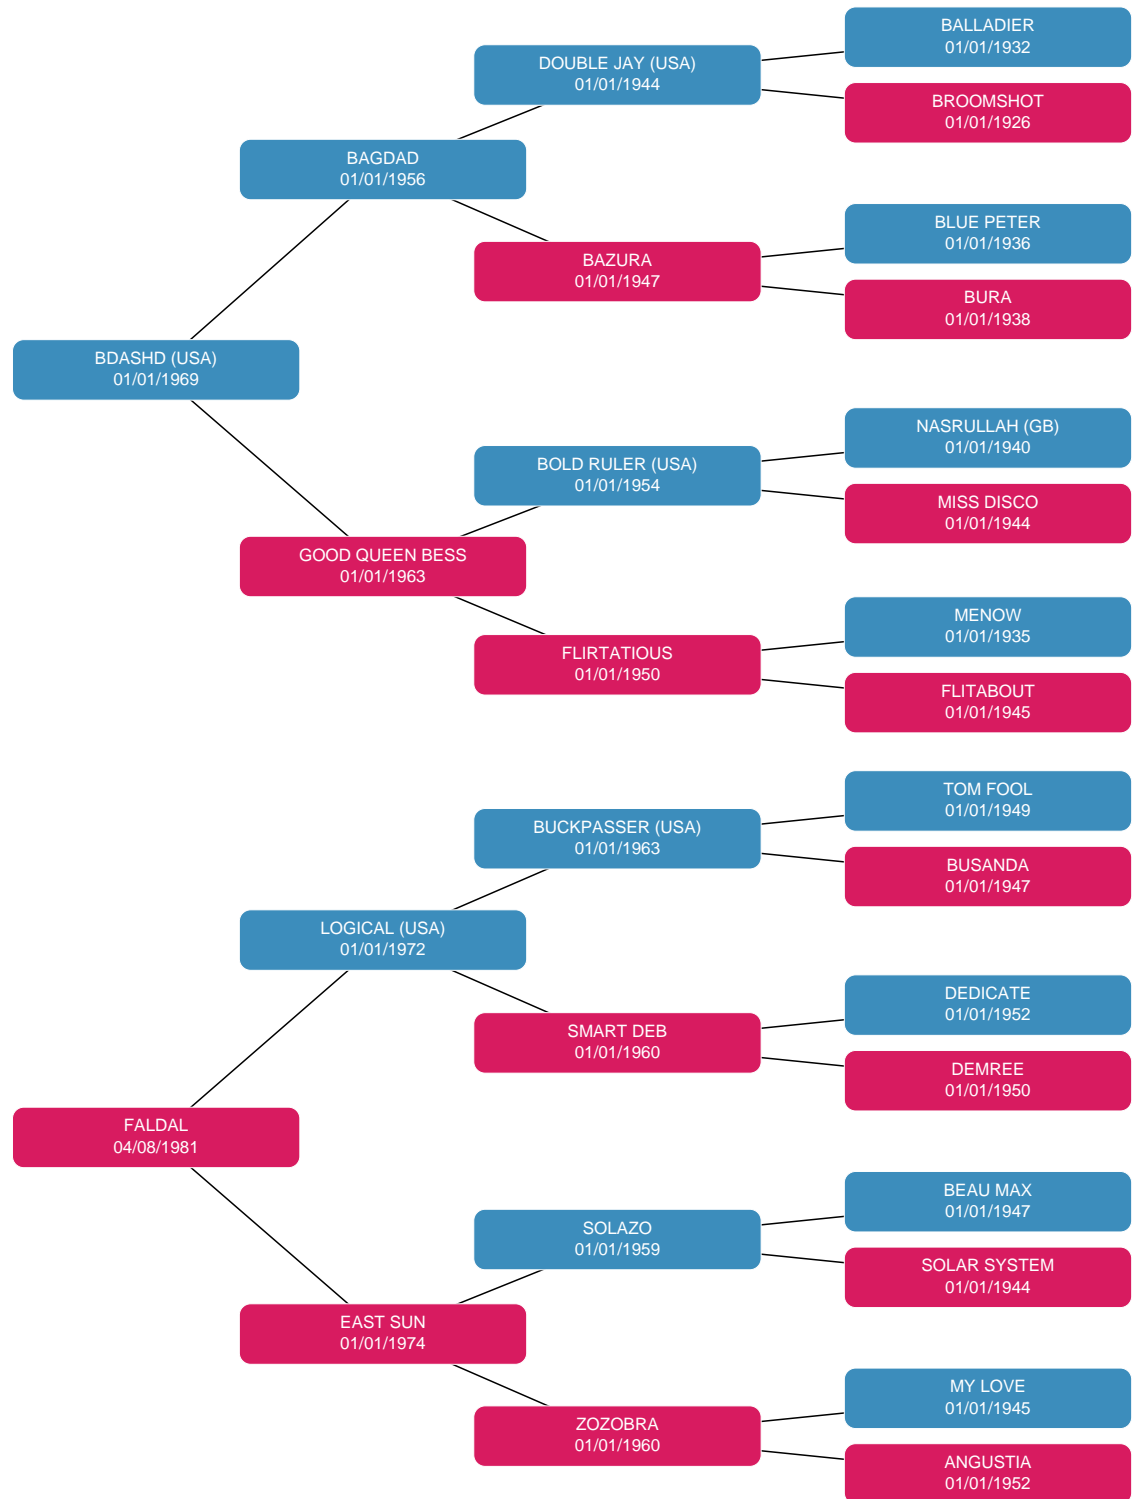 BALLADIER
01/01/1932
DOUBLE JAY (USA)
01/01/1944
BROOMSHOT
01/01/1926
BAGDAD
01/01/1956
BLUE PETER
01/01/1936
BAZURA
01/01/1947
BURA
01/01/1938
BDASHD (USA)
01/01/1969
NASRULLAH (GB)
01/01/1940
BOLD RULER (USA)
01/01/1954
MISS DISCO
01/01/1944
GOOD QUEEN BESS
01/01/1963
MENOW
01/01/1935
FLIRTATIOUS
01/01/1950
FLITABOUT
01/01/1945
TOM FOOL
01/01/1949
BUCKPASSER (USA)
01/01/1963
BUSANDA
01/01/1947
LOGICAL (USA)
01/01/1972
DEDICATE
01/01/1952
SMART DEB
01/01/1960
DEMREE
01/01/1950
FALDAL
04/08/1981
BEAU MAX
01/01/1947
SOLAZO
01/01/1959
SOLAR SYSTEM
01/01/1944
EAST SUN
01/01/1974
MY LOVE
01/01/1945
ZOZOBRA
01/01/1960
ANGUSTIA
01/01/1952